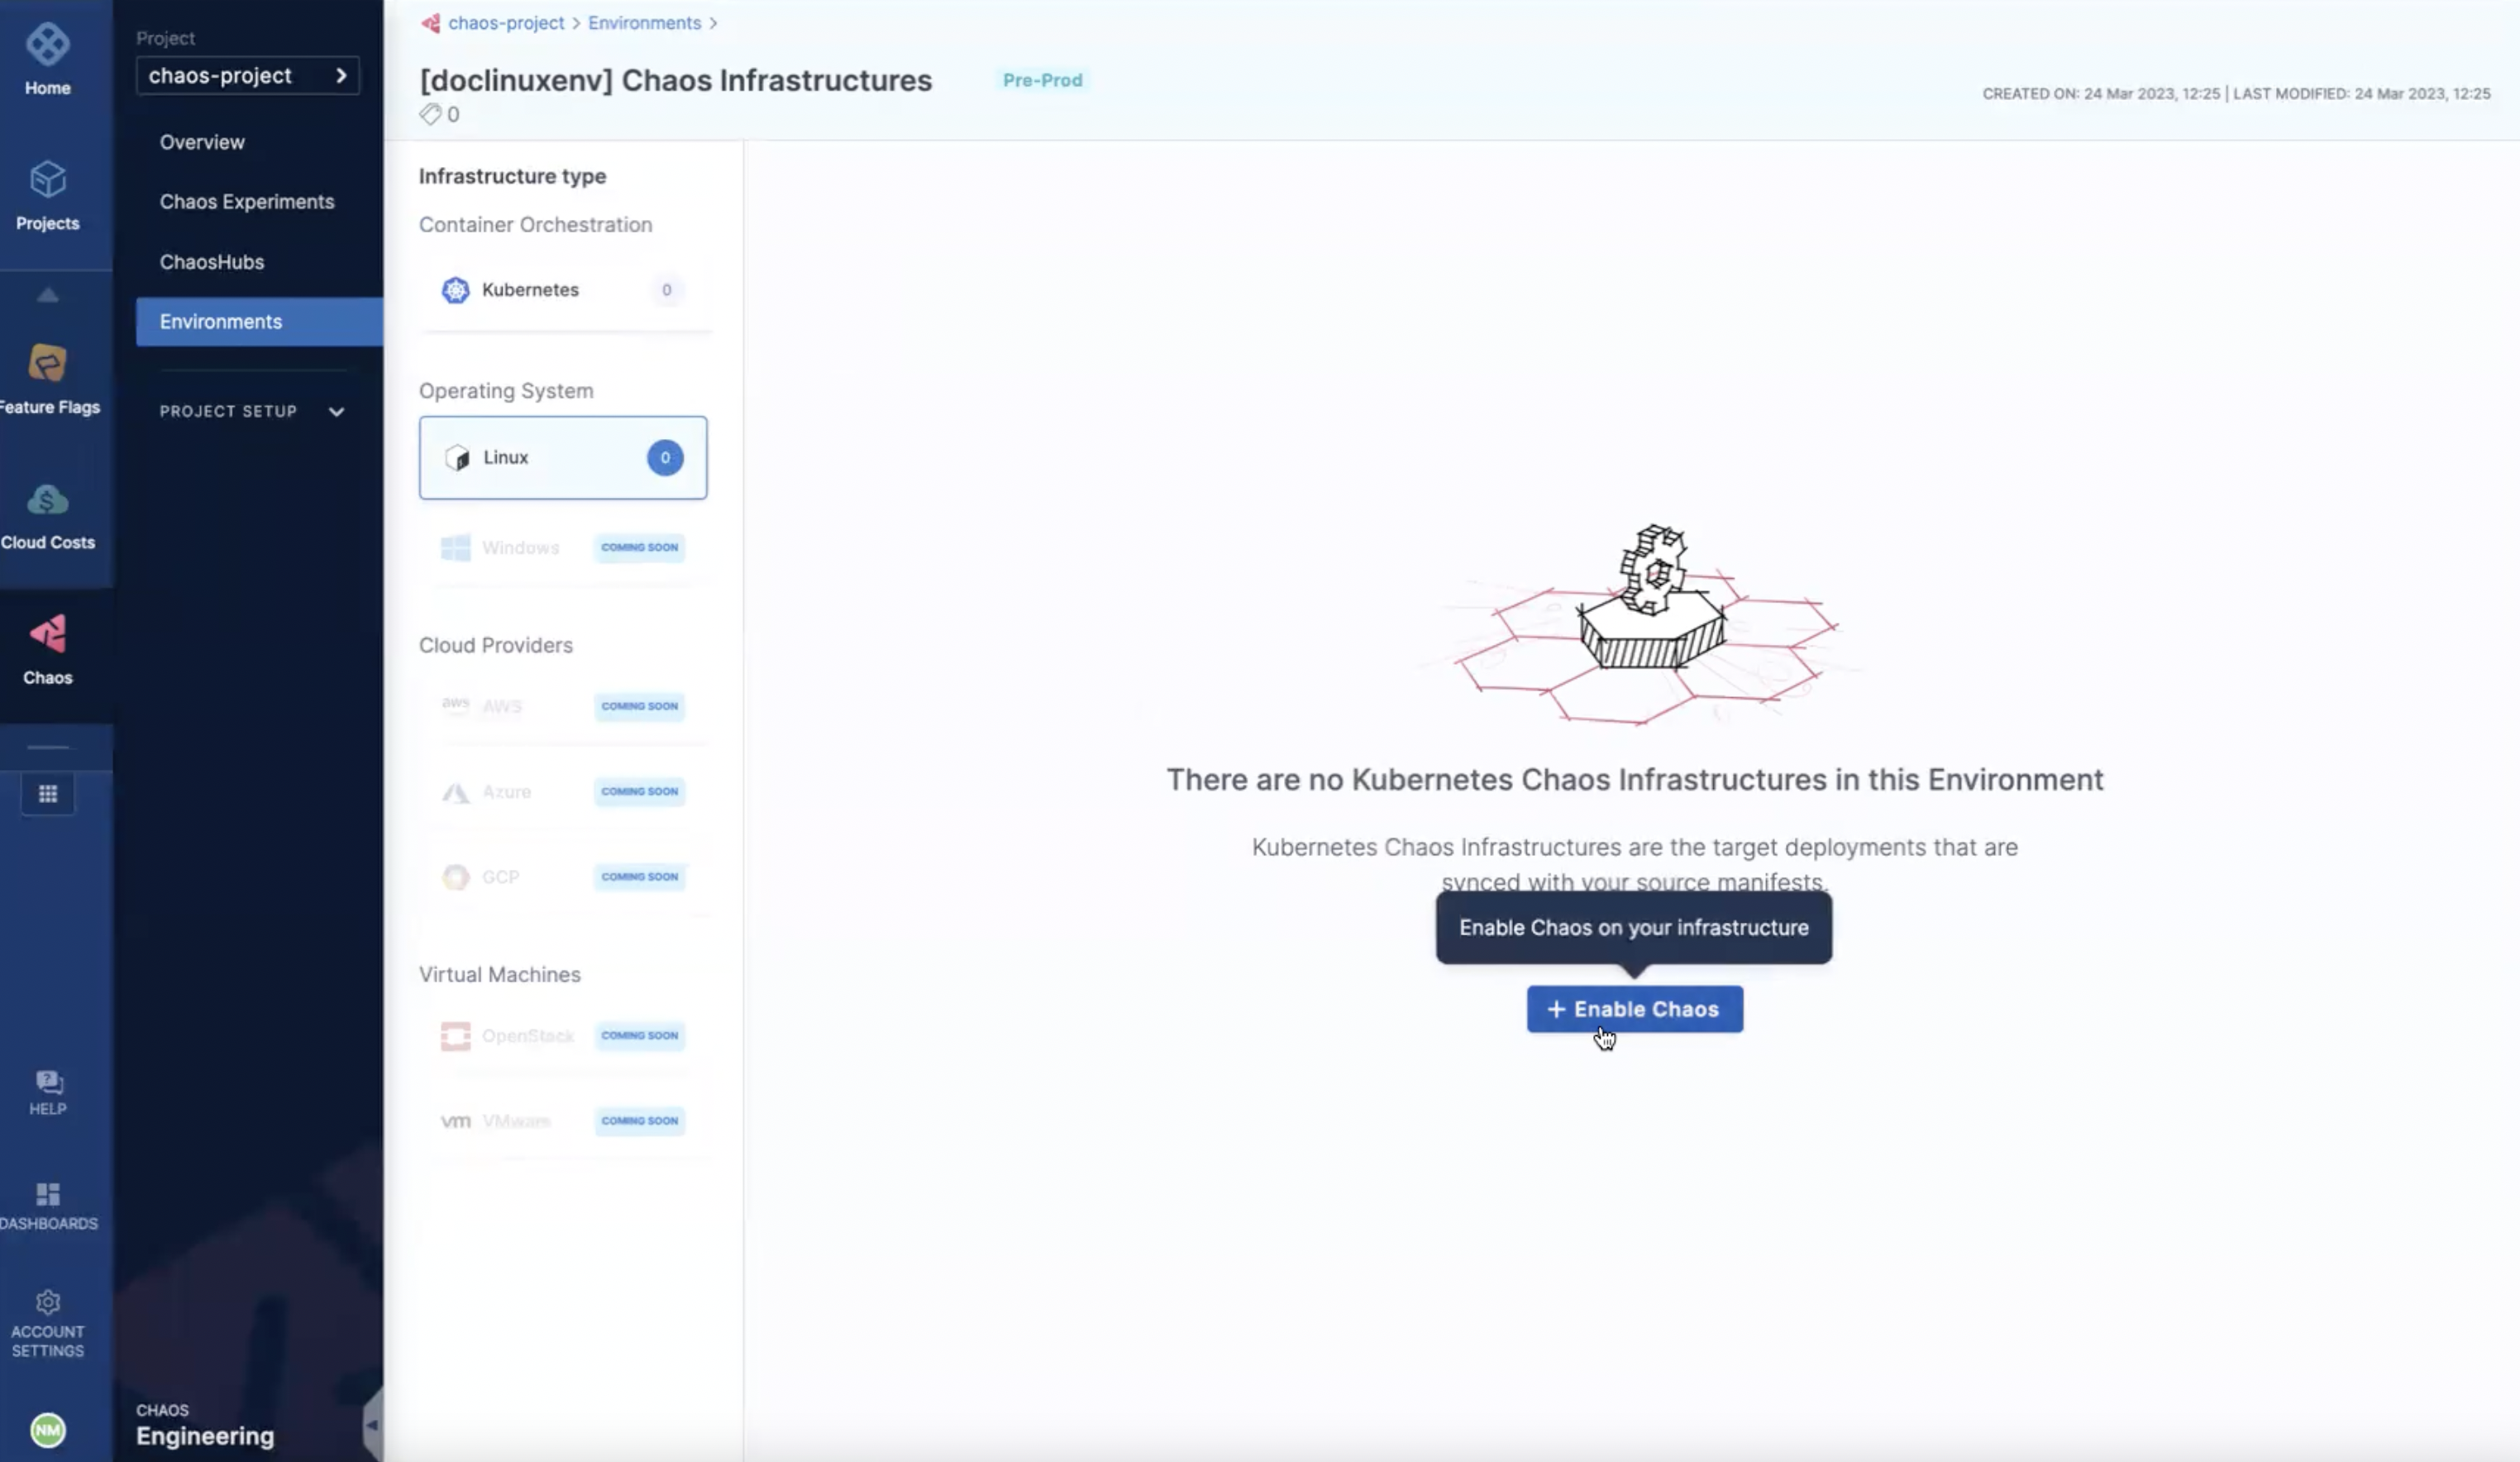 Home
Projects
Feature Flags
Cloud Costs
Chaos
HELP
DASHBOARDS
ACCOUNT
SETTINGS
NM
Project
chaos-project
Overview
Chaos Experiments
ChaosHubs
Environments
PROJECT SETUP
CHAOS
Engineering
chaos-project > Environments >
[doclinuxenv] Chaos Infrastructures Pre-Prod
0
CREATED ON: 24 Mar 2023, 12:25 | LAST MODIFIED: 24 Mar 2023, 12:25
Infrastructure type
Container Orchestration
Kubernetes 0
Operating System
Linux 0
Windows COMING SOON
Cloud Providers
aws AWS COMING SOON
Azure COMING SOON
GCP COMING SOON
Virtual Machines
OpenStack COMING SOON
vm VMware COMING SOON
There are no Kubernetes Chaos Infrastructures in this Environment
Kubernetes Chaos Infrastructures are the target deployments that are
synced with your source manifests.
Enable Chaos on your infrastructure
+ Enable Chaos